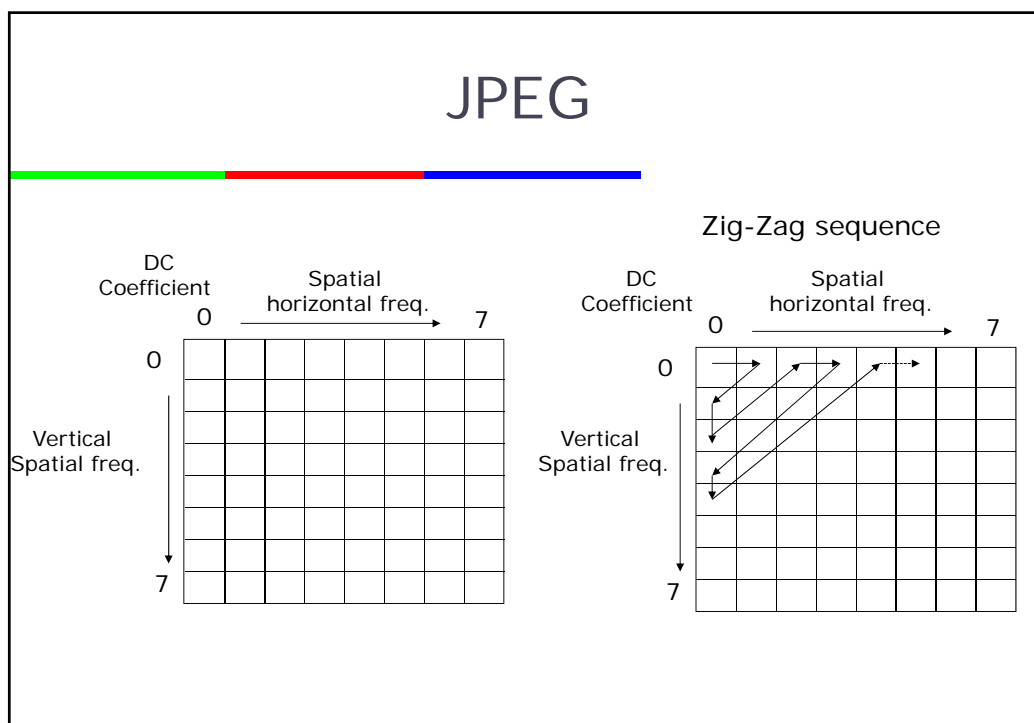 JPEG
DC
Coefficient
Spatial
horizontal freq.
0
7
0
Vertical
Spatial freq.
7
Zig-Zag sequence
DC
Coefficient
Spatial
horizontal freq.
0
7
0
Vertical
Spatial freq.
7